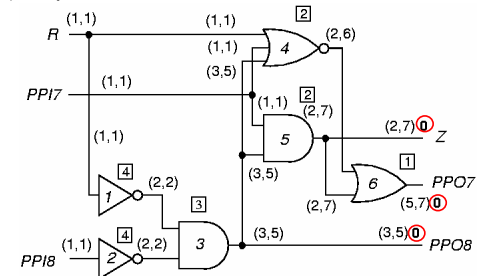 (1,1) (1,1) 2
R (1,1) 4 (2,6)
(3,5)
(1,1) 2
PPI7 (1,1) (2,7)
5 (2,7) 0 Z
(1,1)
4 (3,5) 1
1 (2,2) (2,7) 6 PPO7
3 (5,7) 0
4
(1,1) (2,2) 3 (3,5) (3,5) 0
PPI8 2 PPO8